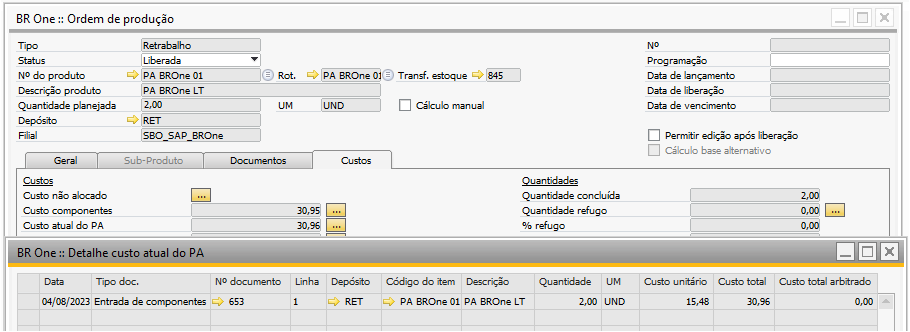 BR One :: Ordem de produção
Tipo Retrabalho Nº
Status Liberada Programação
Nº do produto PA BROne 01 Rot. PA BROne 01 Transf. estoque 845 Data de lançamento
Descrição produto PA BROne LT Data de liberação
Quantidade planejada 2,00 UM UND Cálculo manual Data de vencimento
Depósito RET
Filial SBO_SAP_BROne Permitir edição após liberação
Cálculo base alternativo
Geral Sub-Produto Documentos Custos
Custos Quantidades
Custo não alocado ... Quantidade concluída 2,00
Custo componentes 30,95 ... Quantidade refugo 0,00 ...
Custo atual do PA 30,96 ... % refugo 0,00
BR One :: Detalhe custo atual do PA
Data Tipo doc. Nº documento Linha Depósito Código do item Descrição Quantidade UM Custo unitário Custo total Custo total arbitrado
04/08/2023 Entrada de componentes 653 1 RET PA BROne 01 PA BROne LT 2,00 UND 15,48 30,96 0,00